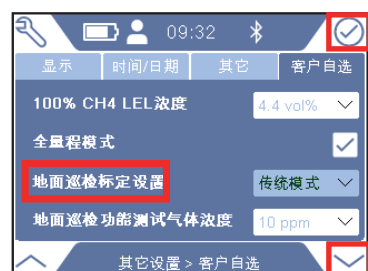 09:32
显示 时间/日期 其它 客户自选
100% CH4 LEL浓度 4.4 vol%
全量程模式
地面巡检标定设置 传统模式
地面巡检功能测试气体浓度 10 ppm
其它设置 > 客户自选